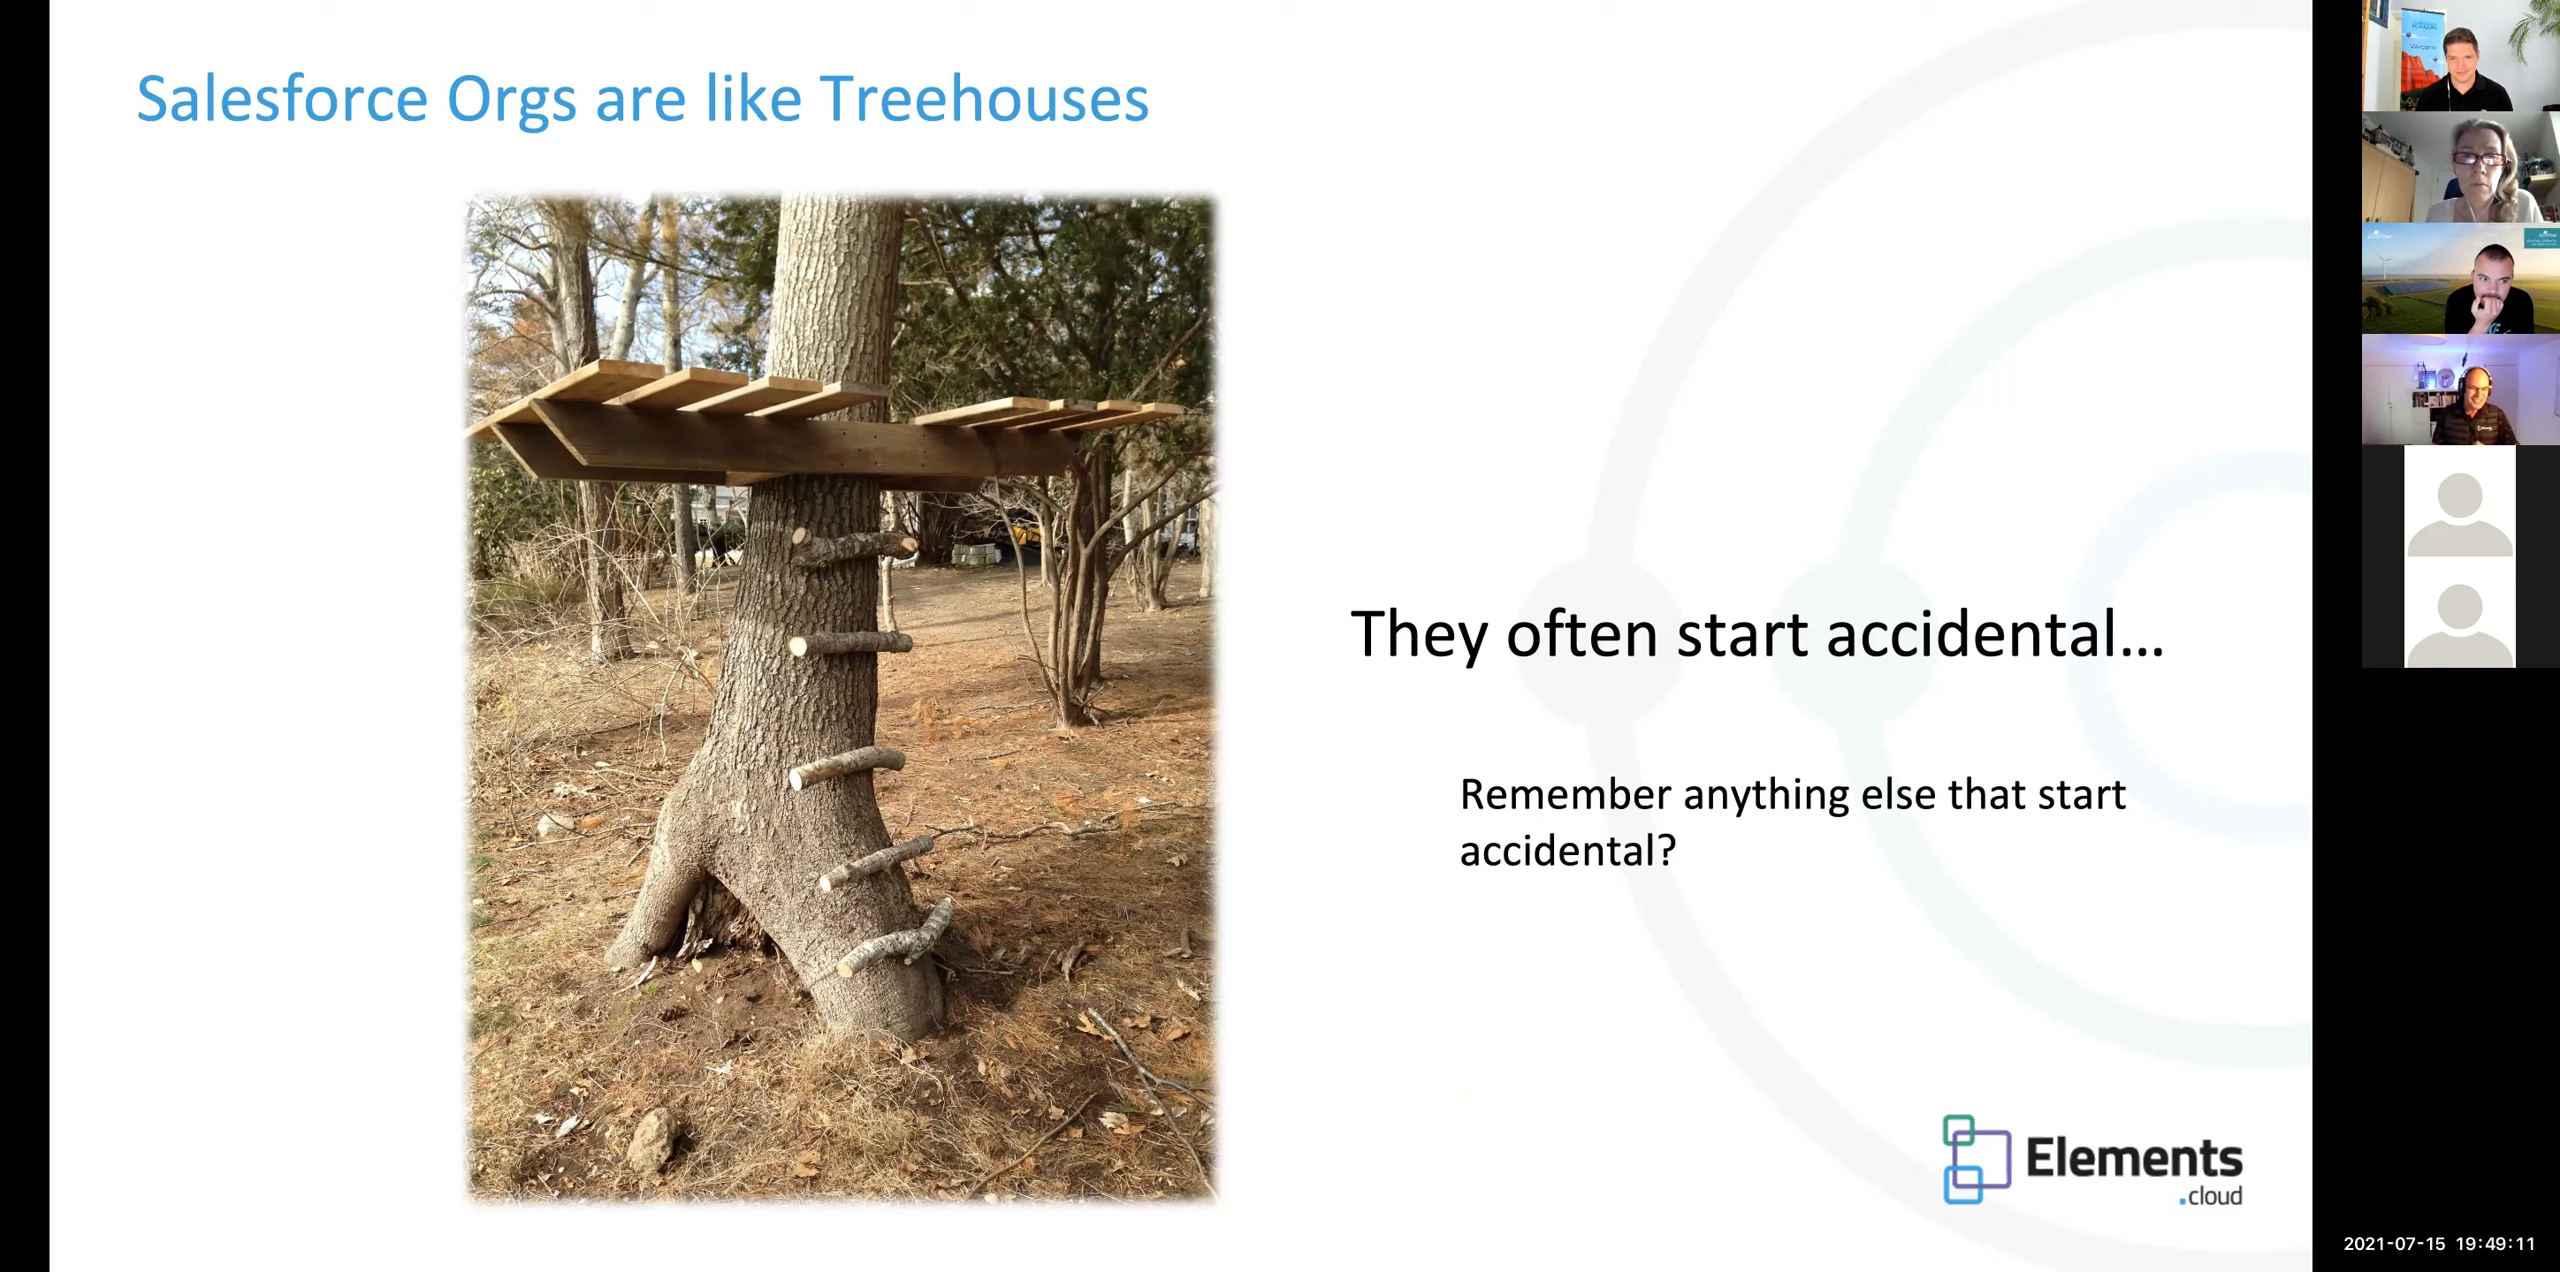 Salesforce Orgs are like Treehouses
They often start accidental...
Remember anything else that start
accidental?
Elements
.cloud
2021-07-15 19:49:11